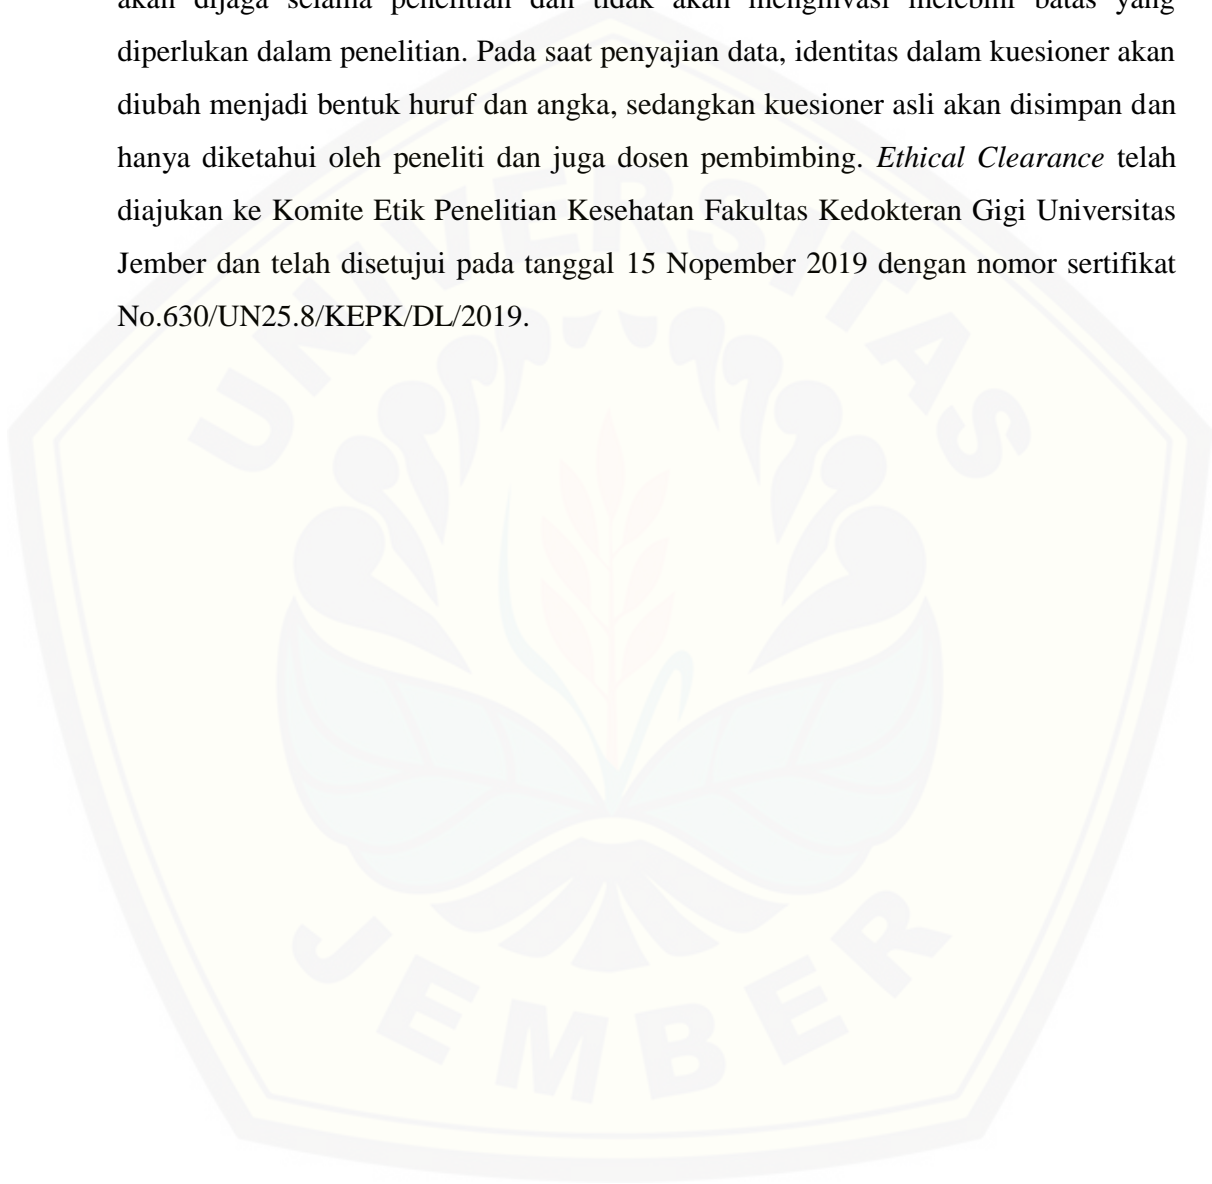 akan dijaga selama penelitian dan tidak akan menginvasi melebihi batas yang
diperlukan dalam penelitian. Pada saat penyajian data, identitas dalam kuesioner akan
diubah menjadi bentuk huruf dan angka, sedangkan kuesioner asli akan disimpan dan
hanya diketahui oleh peneliti dan juga dosen pembimbing. Ethical Clearance telah
diajukan ke Komite Etik Penelitian Kesehatan Fakultas Kedokteran Gigi Universitas
Jember dan telah disetujui pada tanggal 15 Nopember 2019 dengan nomor sertifikat
No.630/UN25.8/KEPK/DL/2019.
UNIVERSITAS
JEMBER